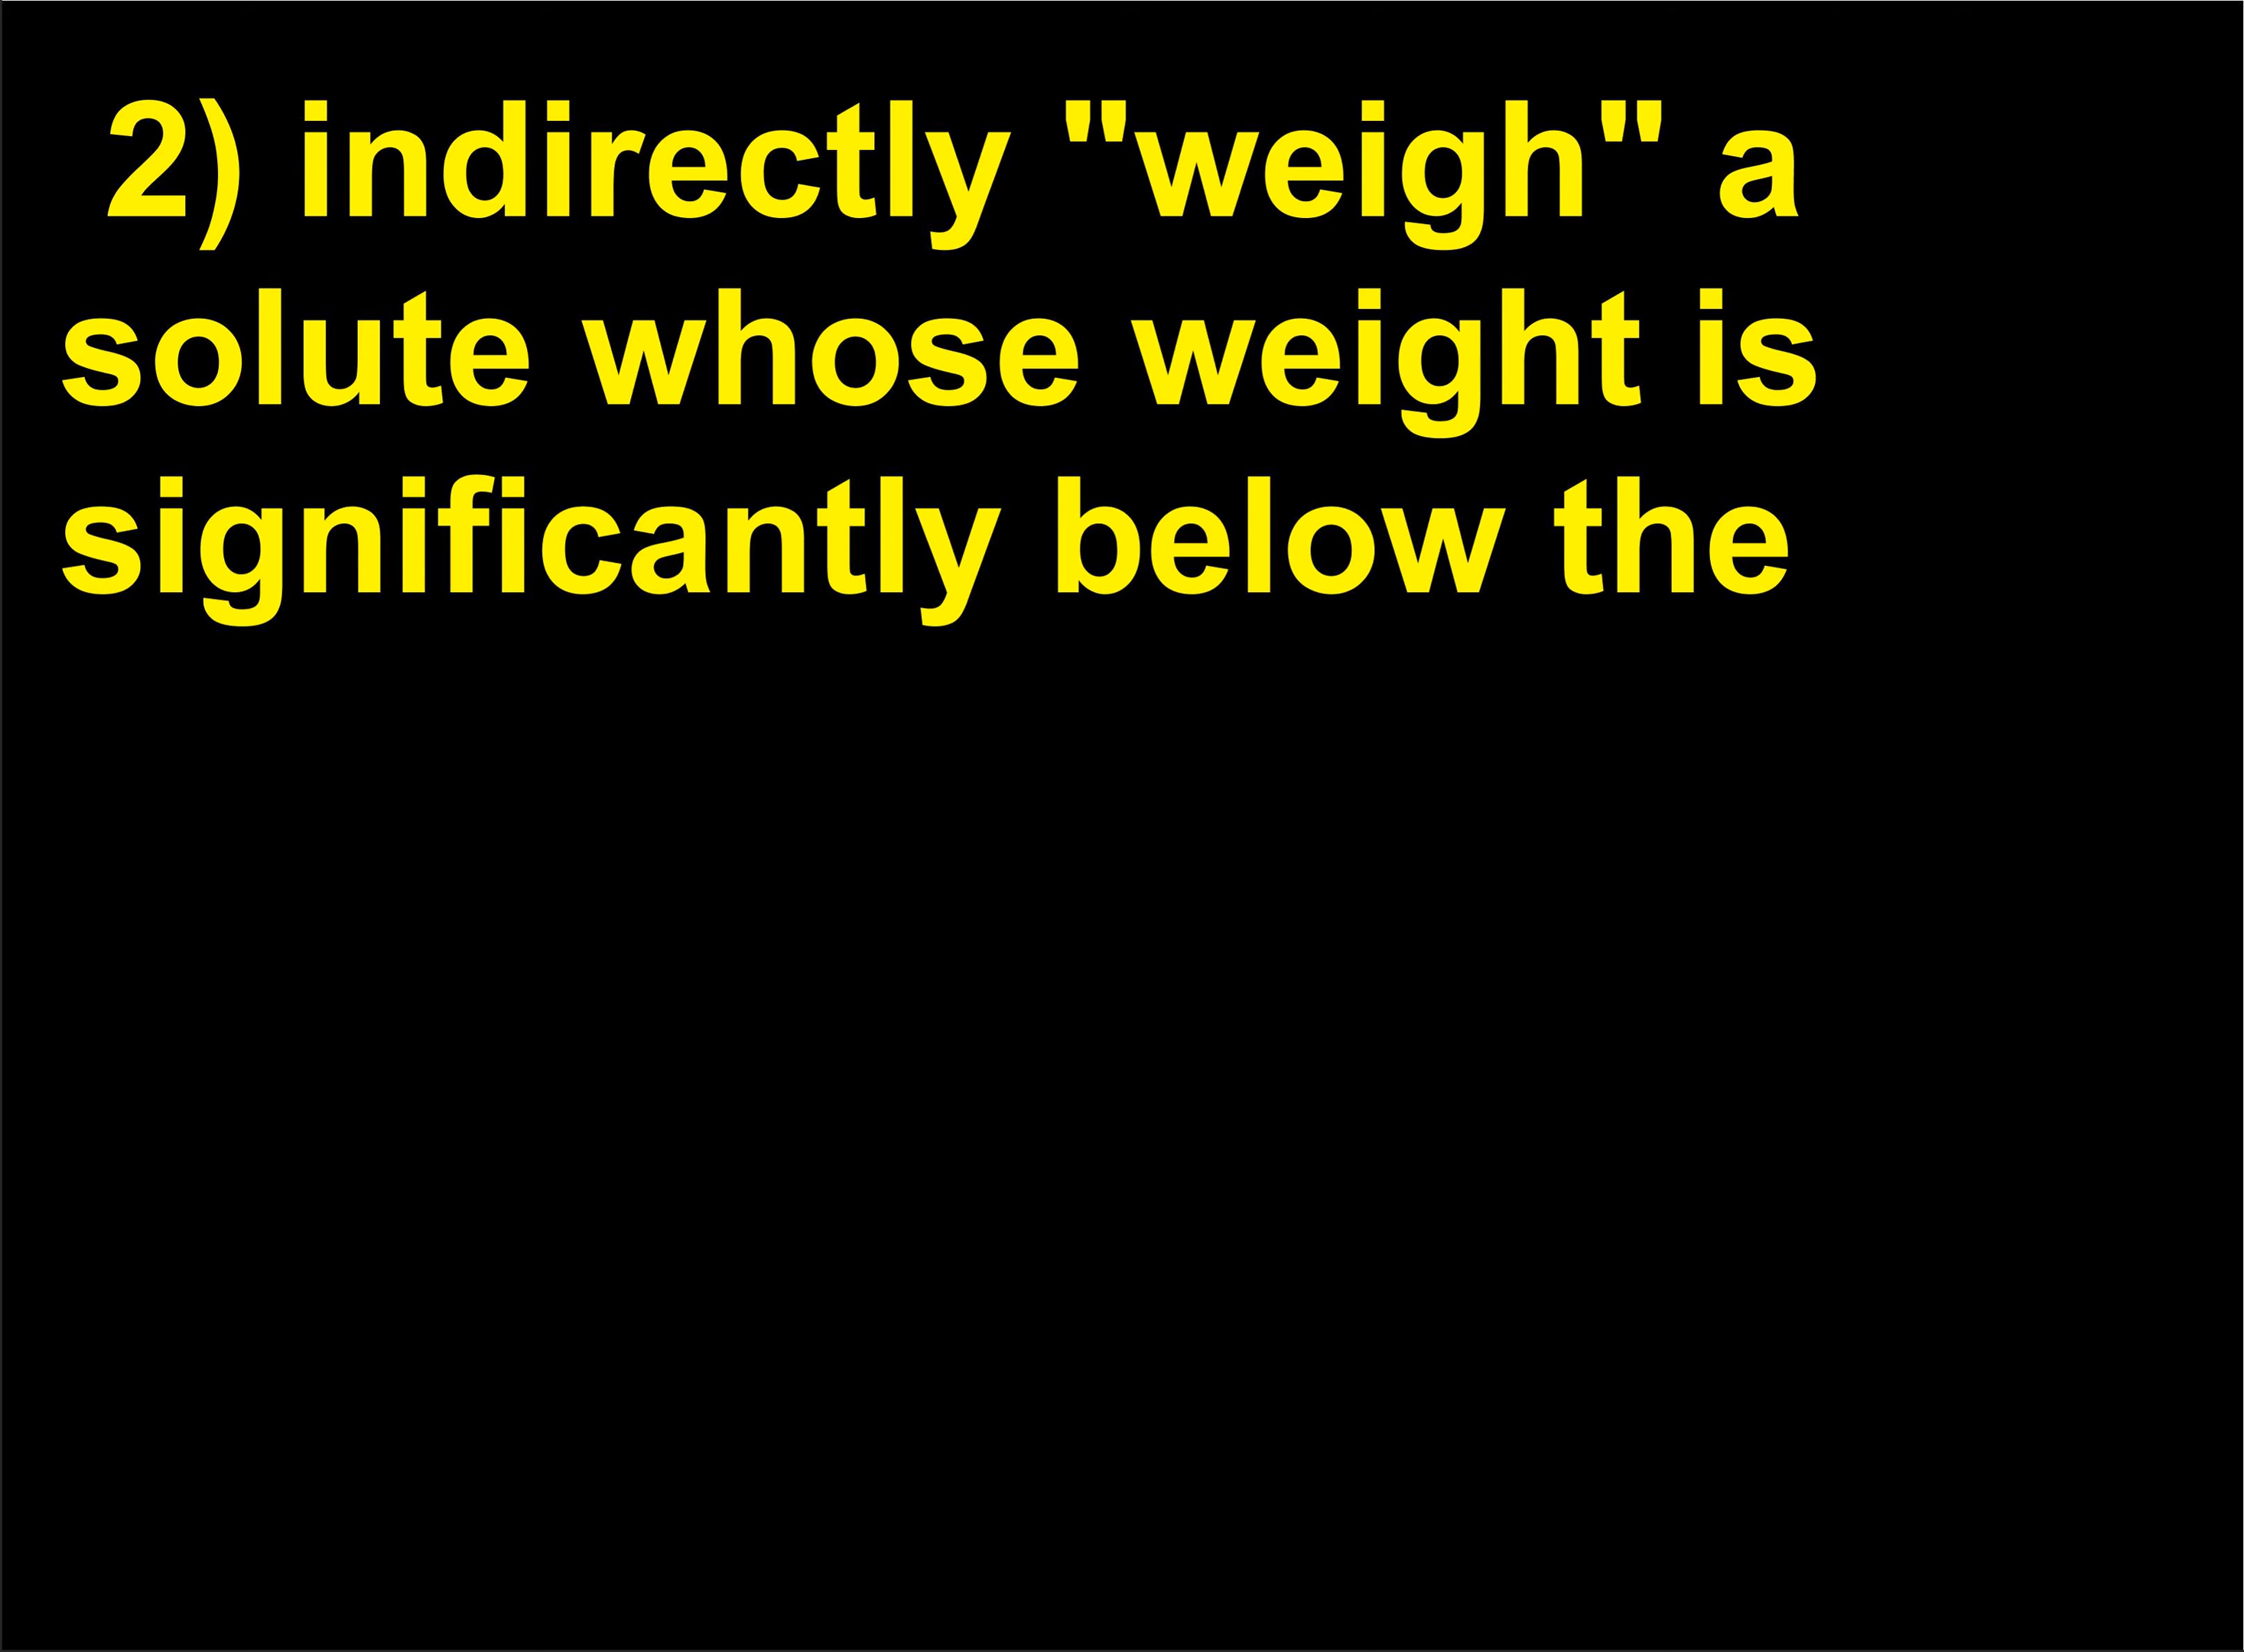 2) indirectly "weigh" a
solute whose weight is
significantly below the